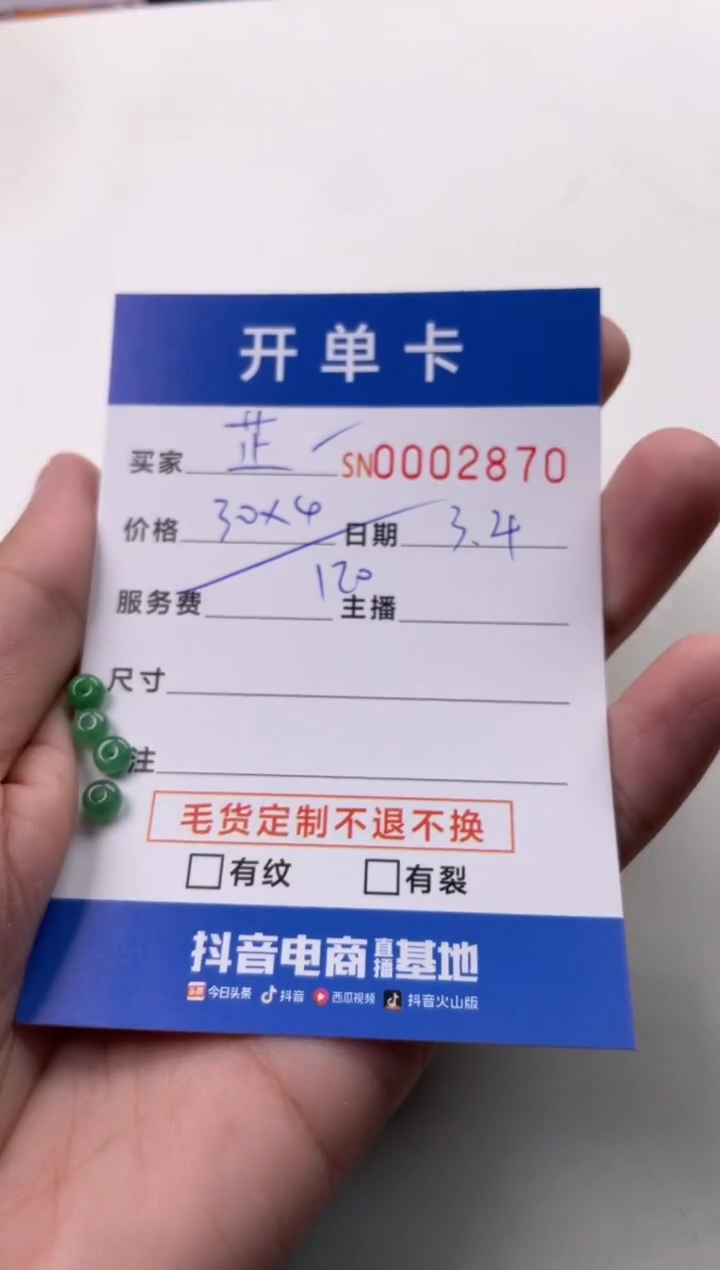 开单卡
买家 芷 SN0002870
价格 30×4 日期 3.4
120
服务费 主播
尺寸
注
毛货定制不退不换
有纹 有裂
抖音电商直播基地
头条 今日头条 抖音 西瓜视频 抖音火山版